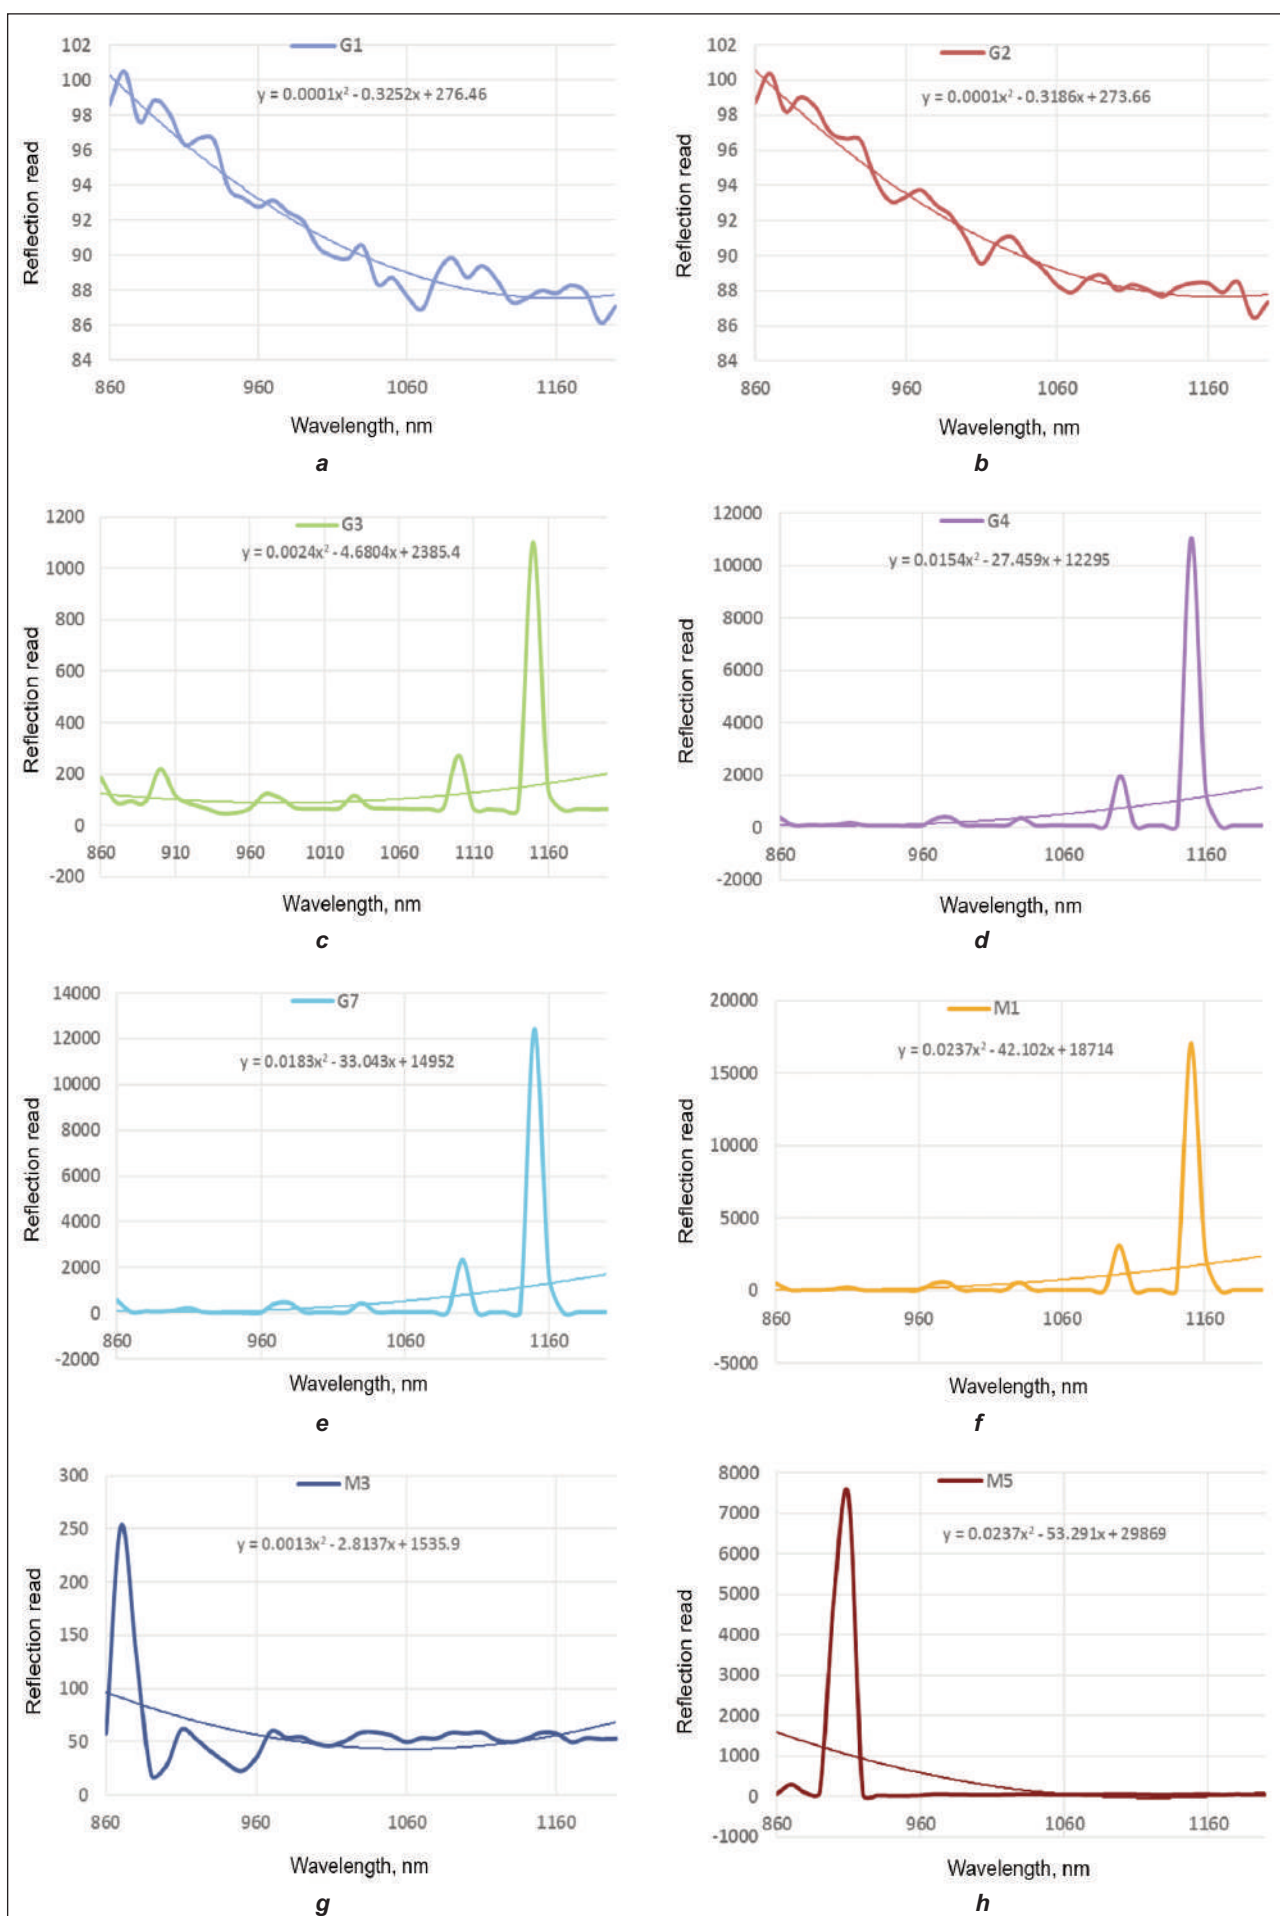 G1
y = 0.0001x² - 0.3252x + 276.46
Reflection read
102
100
98
96
94
92
90
88
86
84
860 960 1060 1160
Wavelength, nm
a
G2
y = 0.0001x² - 0.3186x + 273.66
Reflection read
102
100
98
96
94
92
90
88
86
84
860 960 1060 1160
Wavelength, nm
b
G3
y = 0.0024x² - 4.6804x + 2385.4
Reflection read
1200
1000
800
600
400
200
0
-200
860 910 960 1010 1060 1110 1160
Wavelength, nm
c
G4
y = 0.0154x² - 27.459x + 12295
Reflection read
12000
10000
8000
6000
4000
2000
0
-2000
860 960 1060 1160
Wavelength, nm
d
G7
y = 0.0183x² - 33.043x + 14952
Reflection read
14000
12000
10000
8000
6000
4000
2000
0
-2000
860 960 1060 1160
Wavelength, nm
e
M1
y = 0.0237x² - 42.102x + 18714
Reflection read
20000
15000
10000
5000
0
-5000
860 960 1060 1160
Wavelength, nm
f
M3
y = 0.0013x² - 2.8137x + 1535.9
Reflection read
300
250
200
150
100
50
0
860 960 1060 1160
Wavelength, nm
g
M5
y = 0.0237x² - 53.291x + 29869
Reflection read
8000
7000
6000
5000
4000
3000
2000
1000
0
-1000
860 960 1060 1160
Wavelength, nm
h